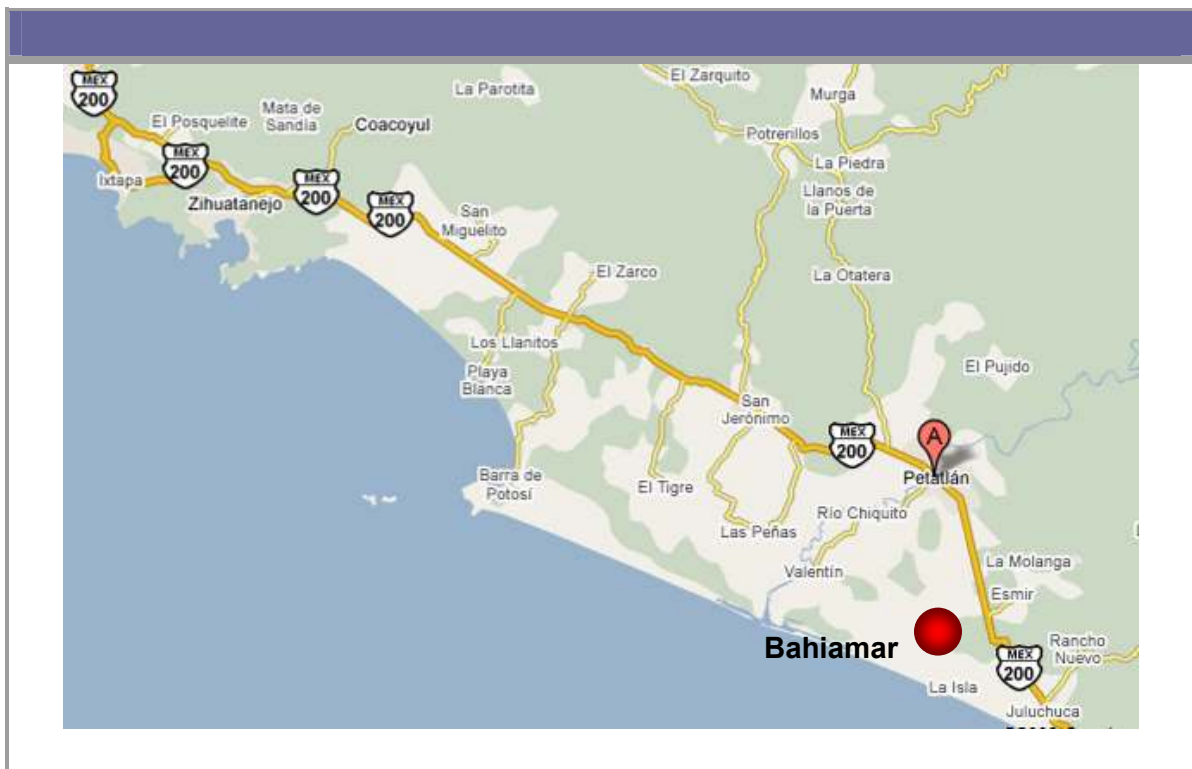 MEX
200
La Parotita
El Zarquito
Murga
Mata de
Sandia
El Posquelite
Coacoyul
Potrerillos
MEX
200
La Piedra
Ixtapa
MEX
200
Llanos de
la Puerta
Zihuatanejo
MEX
200
San
Miguelito
El Zarco
La Otatera
Los Llanitos
Playa
Blanca
El Pujido
San
Jerónimo
MEX
200
A
Petatlán
Barra de
Potosí
El Tigre
Río Chiquito
Las Peñas
Valentín
La Molanga
Esmir
Bahiamar
Rancho
Nuevo
MEX
200
La Isla
Juluchuca